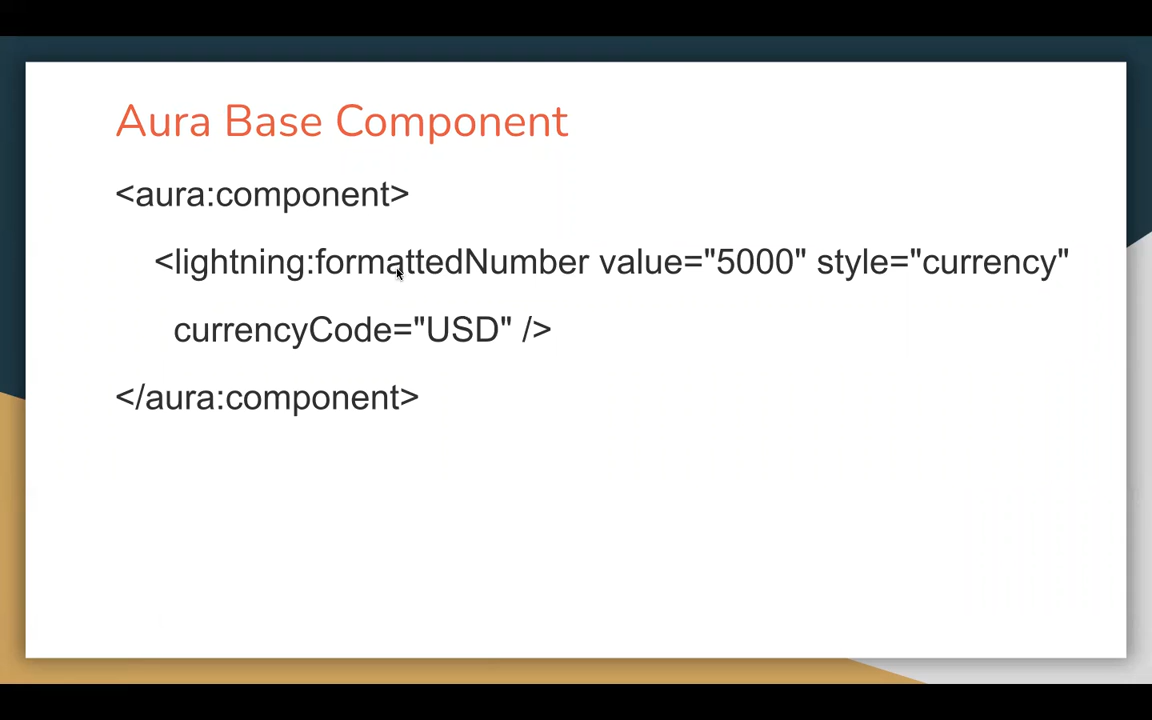 Aura Base Component
<aura:component>
<lightning:formattedNumber value="5000" style="currency"
currencyCode="USD" />
</aura:component>